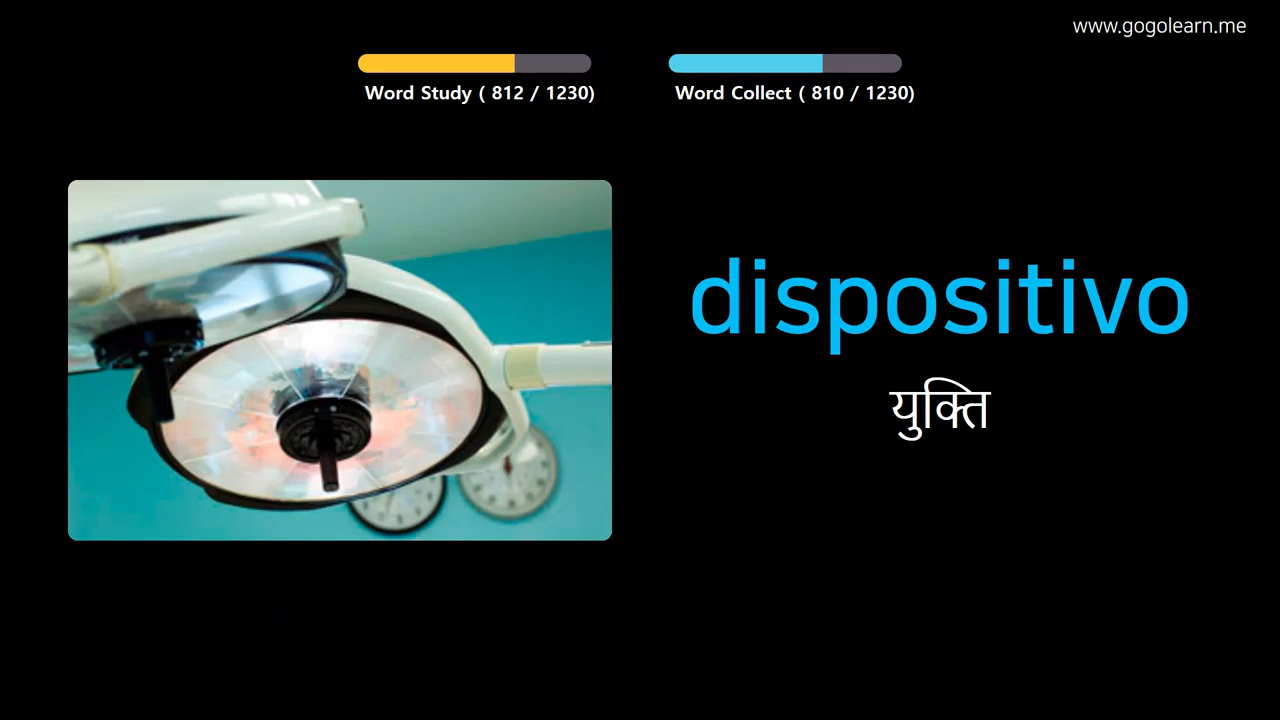 www.gogolearn.me
Word Study ( 812 / 1230)
Word Collect ( 810 / 1230)
dispositivo
युक्ति